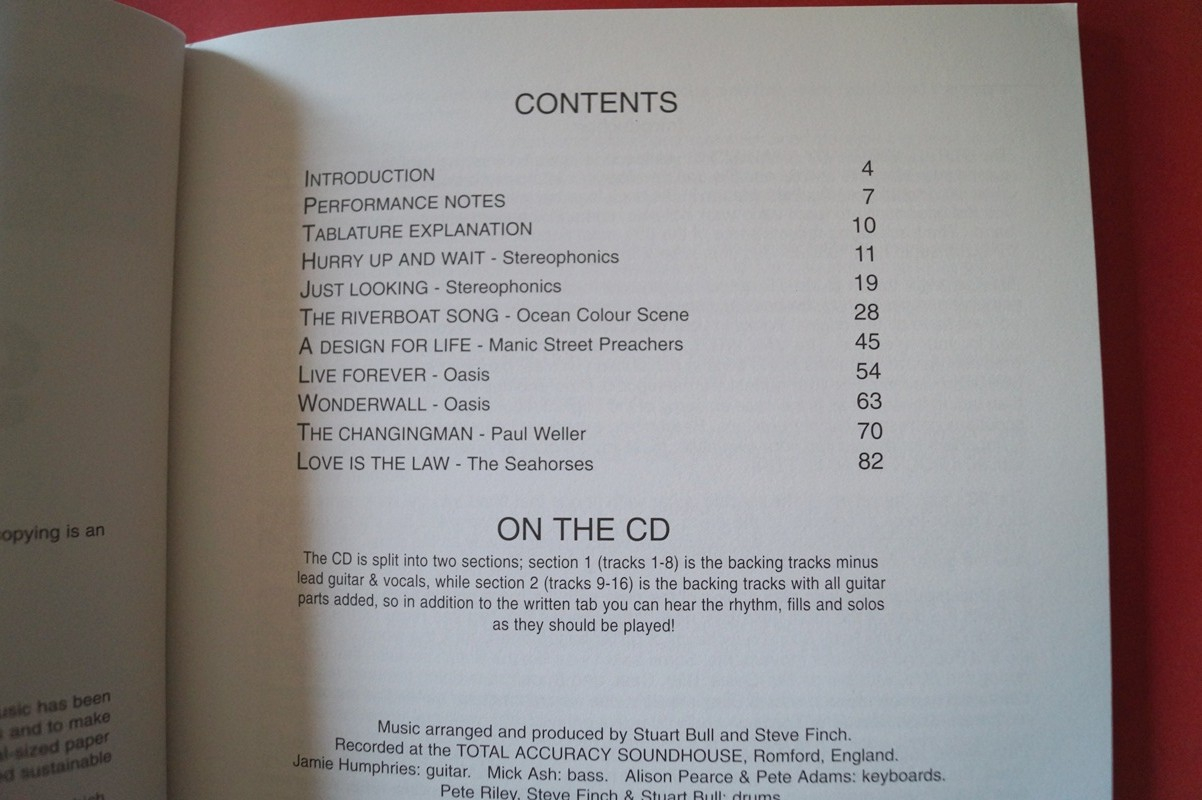 CONTENTS
INTRODUCTION 4
PERFORMANCE NOTES 7
TABLATURE EXPLANATION 10
HURRY UP AND WAIT - Stereophonics 11
JUST LOOKING - Stereophonics 19
THE RIVERBOAT SONG - Ocean Colour Scene 28
A DESIGN FOR LIFE - Manic Street Preachers 45
LIVE FOREVER - Oasis 54
WONDERWALL - Oasis 63
THE CHANGINGMAN - Paul Weller 70
LOVE IS THE LAW - The Seahorses 82
ON THE CD
The CD is split into two sections; section 1 (tracks 1-8) is the backing tracks minus
lead guitar & vocals, while section 2 (tracks 9-16) is the backing tracks with all guitar
parts added, so in addition to the written tab you can hear the rhythm, fills and solos
as they should be played!
Music arranged and produced by Stuart Bull and Steve Finch.
Recorded at the TOTAL ACCURACY SOUNDHOUSE, Romford, England.
Jamie Humphries: guitar. Mick Ash: bass. Alison Pearce & Pete Adams: keyboards.
Pete Riley, Steve Finch & Stuart Bull: drums
opying is an
usic has been
and to make
sized paper
sustainable